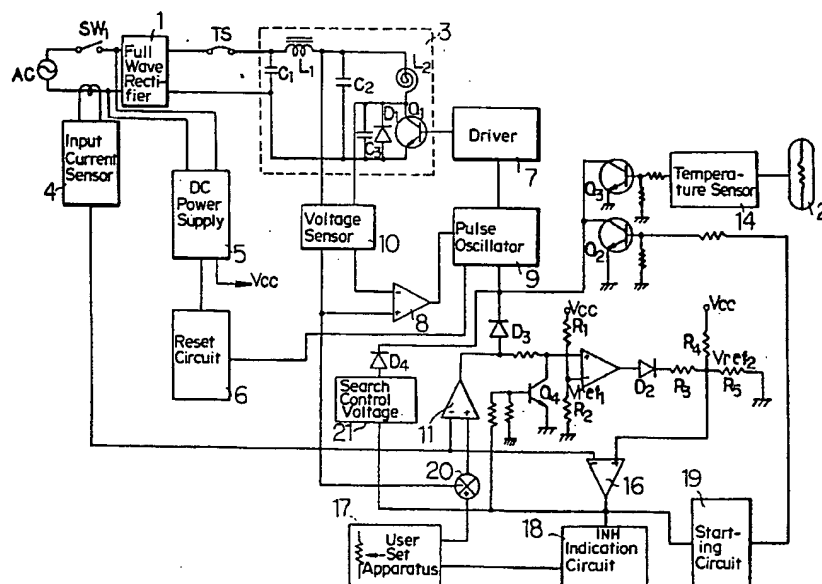 1
SW1
AC
Full
Wave
Recti-
fier
TS
3
C1
L1
C2
L2
Q1
D1
C3
Driver
7
Input
Current
Sensor
4
DC
Power
Supply
5
Vcc
Voltage
Sensor
10
Pulse
Oscillator
9
8
Q3
Tempera-
ture Sensor
14
2
Q2
Reset
Circuit
6
D4
Search
Control
Voltage
21
D3
11
Vcc
R1
Vref1
R2
Q4
D2
R3
Vcc
R4
Vref2
R5
20
16
17
User
Set
Apparatus
18
INH
Indication
Circuit
19
Start-
ing
Circuit